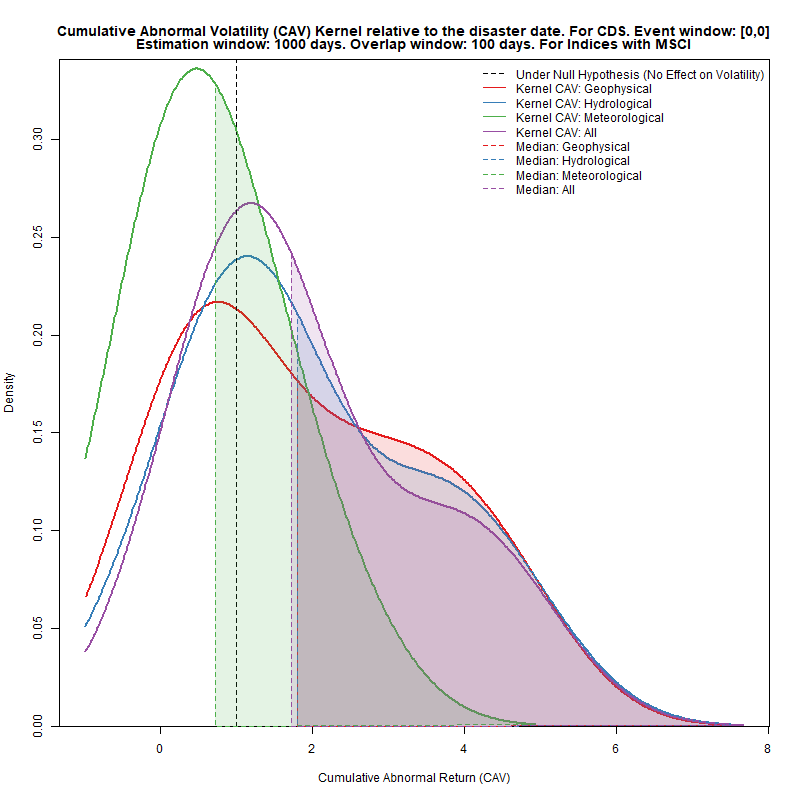 Cumulative Abnormal Volatility (CAV) Kernel relative to the disaster date. For CDS. Event window: [0,0]
Estimation window: 1000 days. Overlap window: 100 days. For Indices with MSCI
Under Null Hypothesis (No Effect on Volatility)
Kernel CAV: Geophysical
Kernel CAV: Hydrological
Kernel CAV: Meteorological
Kernel CAV: All
Median: Geophysical
Median: Hydrological
Median: Meteorological
Median: All
0.30
0.25
0.20
0.15
0.10
0.05
0.00
Density
0 2 4 6 8
Cumulative Abnormal Return (CAV)